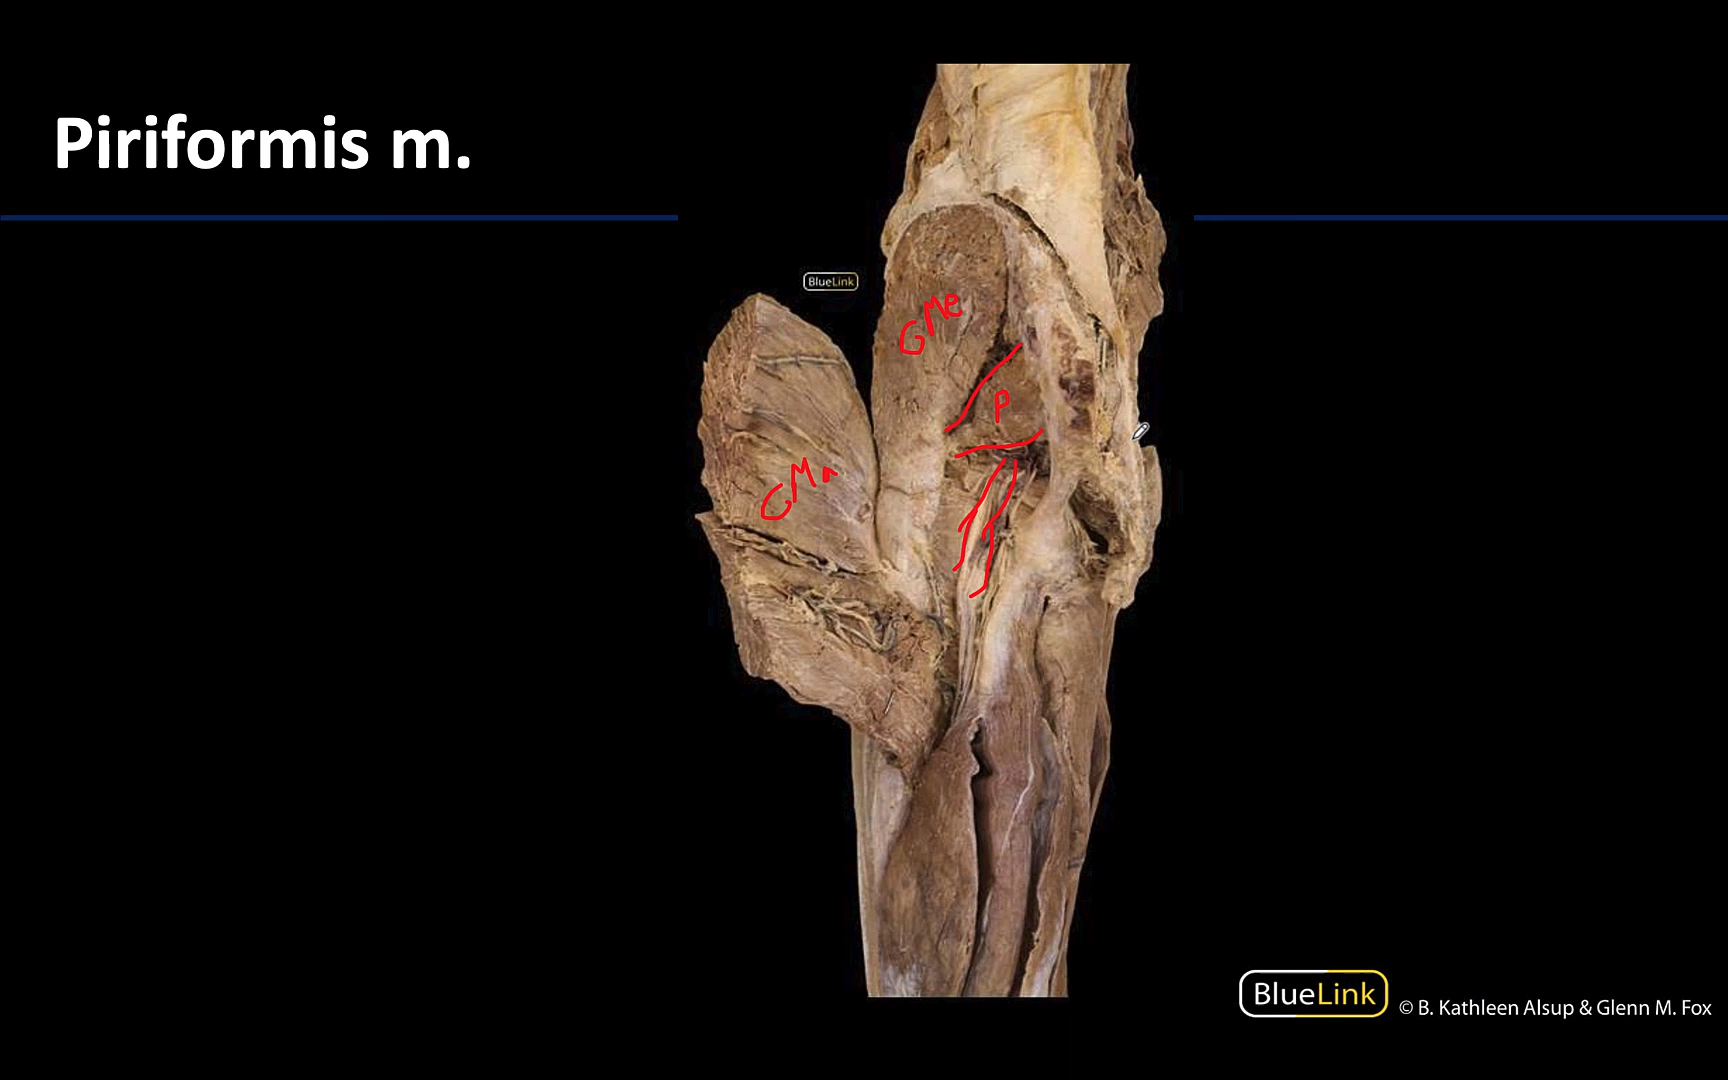 Piriformis m.
BlueLink
GMe
P
GMa
BlueLink
© B. Kathleen Alsup & Glenn M. Fox